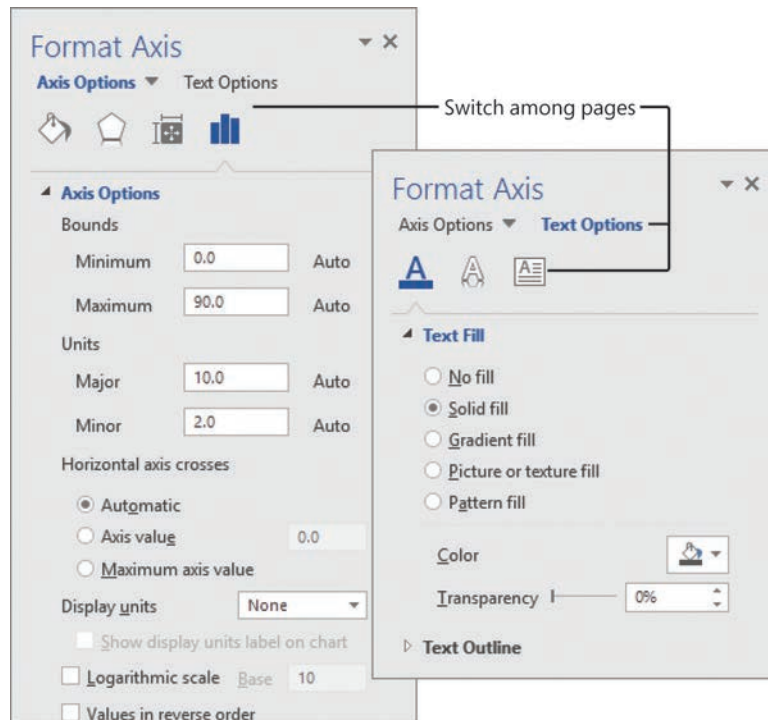 Format Axis
Axis Options Text Options
Switch among pages
Axis Options
Bounds
Minimum 0.0 Auto
Maximum 90.0 Auto
Units
Major 10.0 Auto
Minor 2.0 Auto
Horizontal axis crosses
Automatic
Axis value 0.0
Maximum axis value
Display units None
Show display units label on chart
Logarithmic scale Base 10
Values in reverse order
Format Axis
Axis Options Text Options
A A A
Text Fill
No fill
Solid fill
Gradient fill
Picture or texture fill
Pattern fill
Color
Transparency 0%
Text Outline